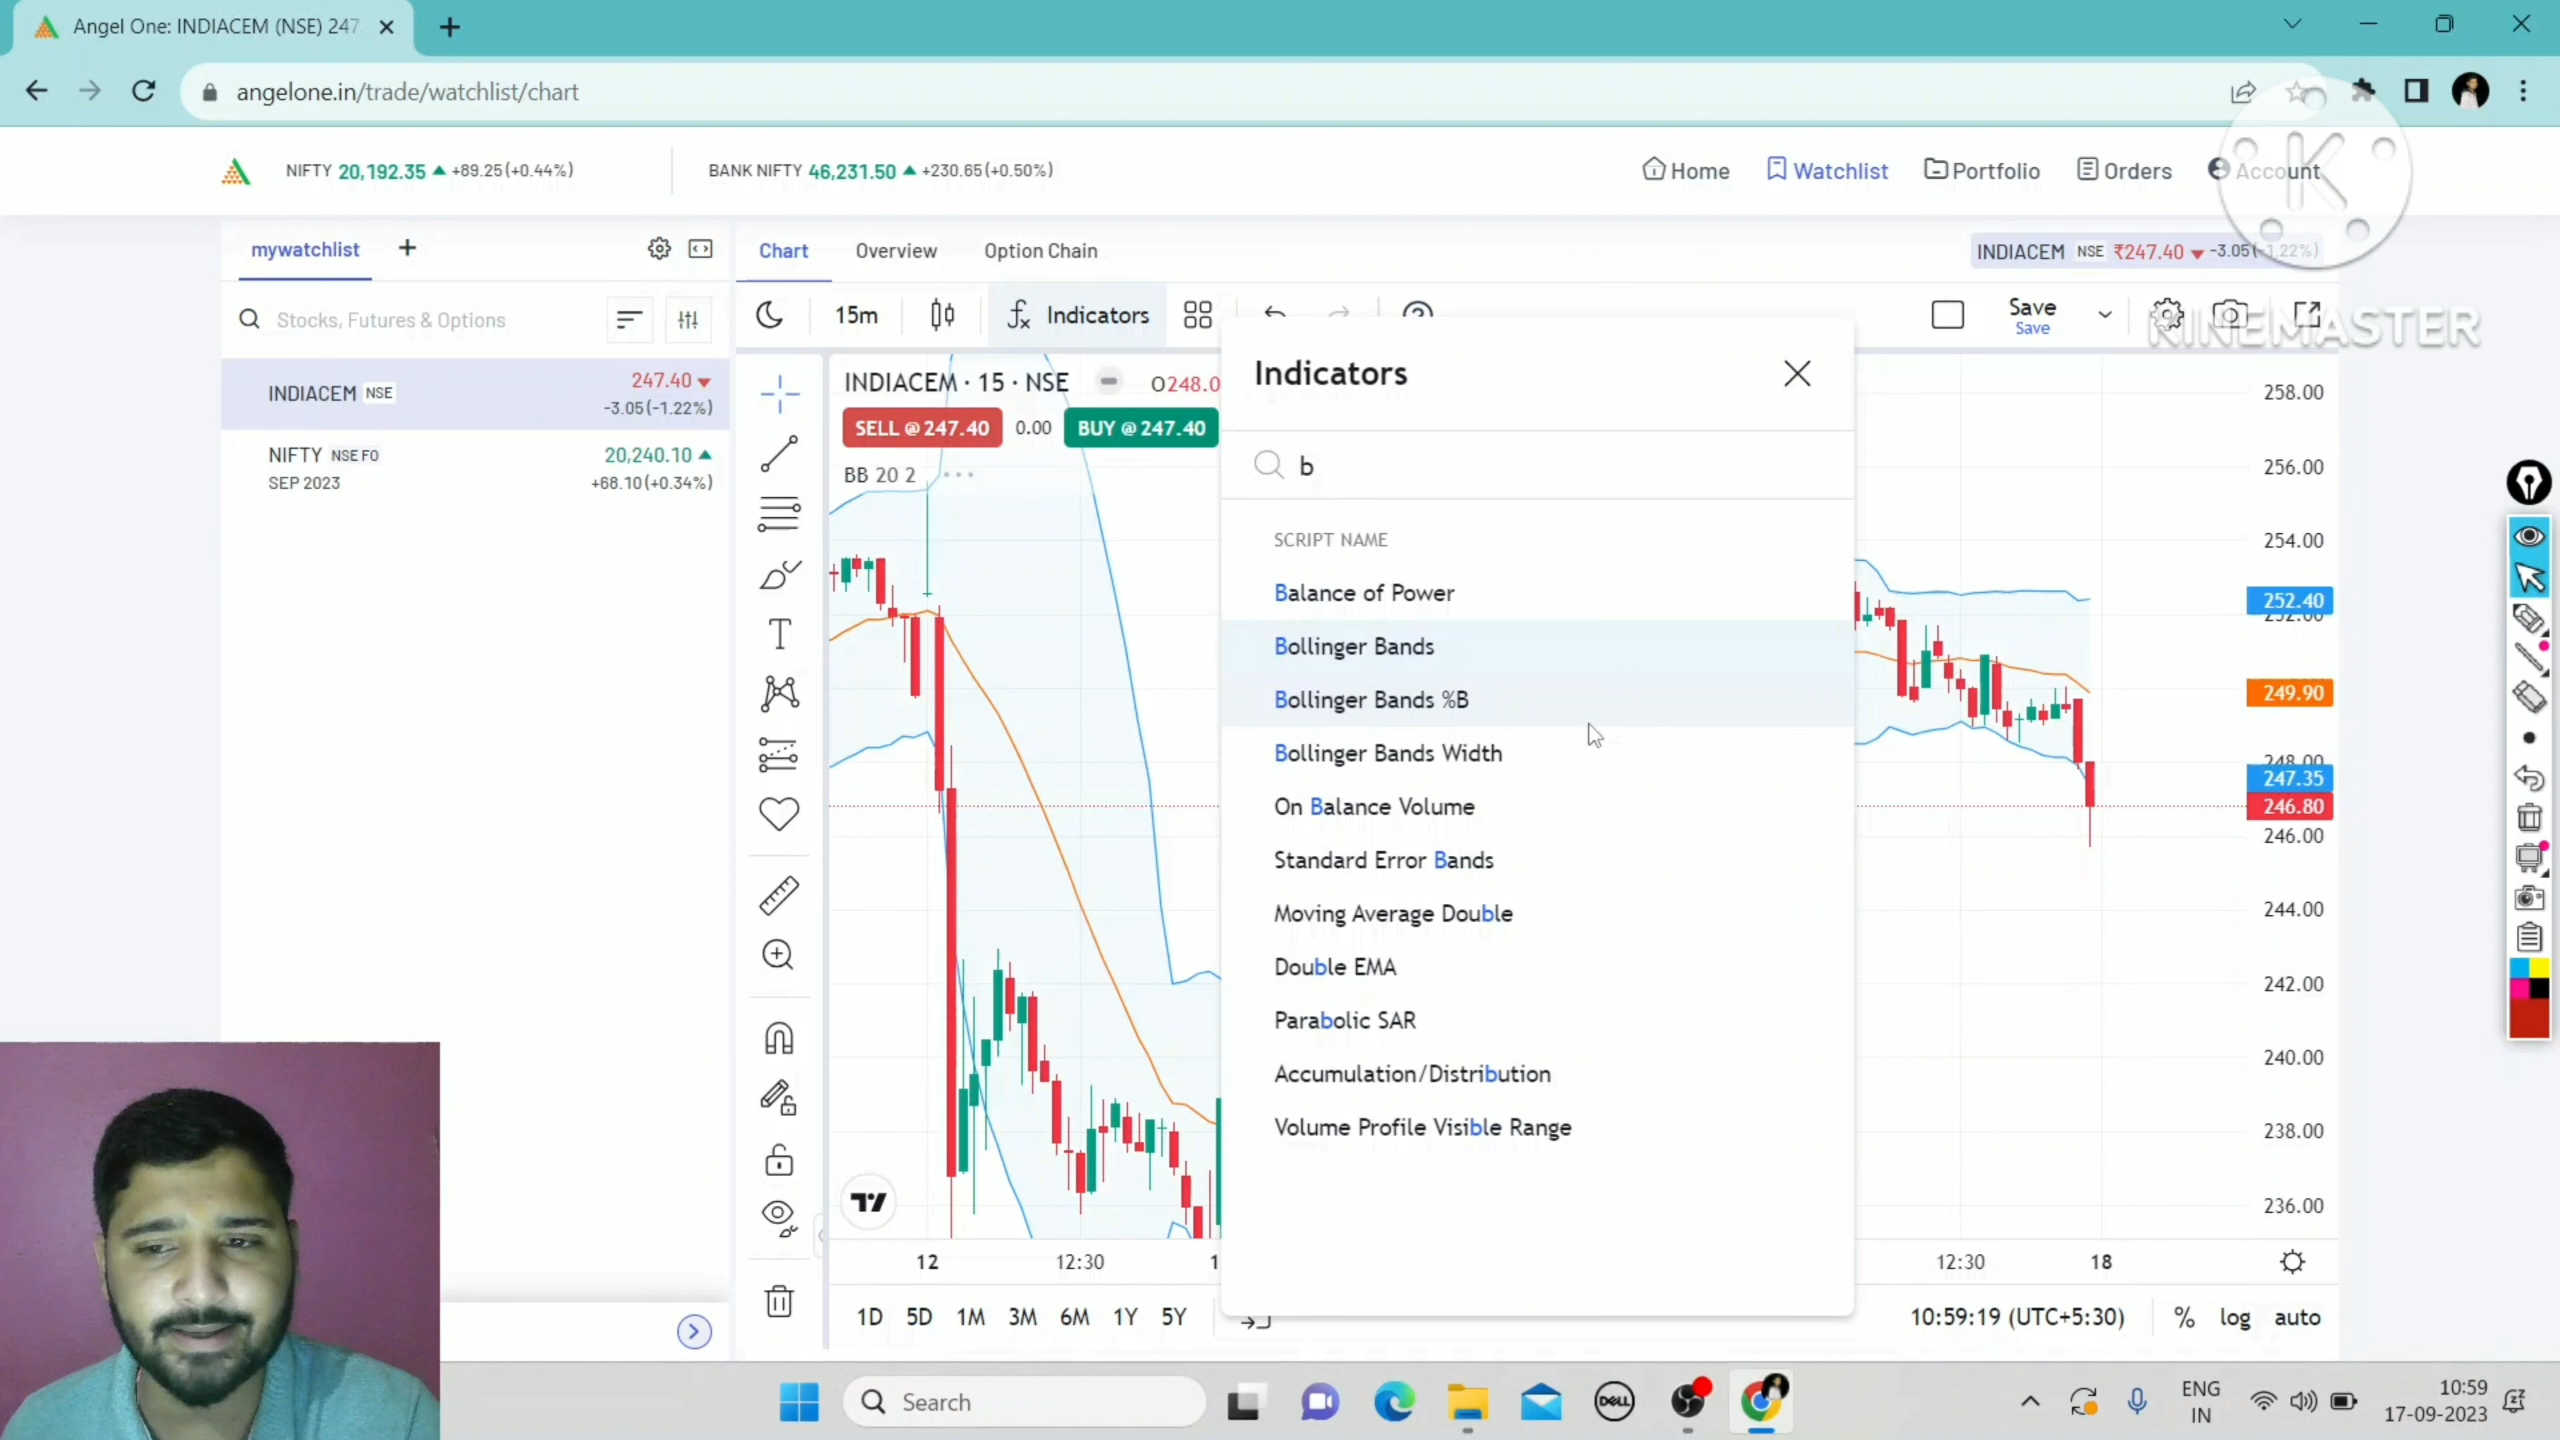 Angel One: INDIACEM (NSE) 247.
angelone.in/trade/watchlist/chart
NIFTY 20,192.35 +89.25(+0.44%)
BANK NIFTY 46,231.50 +230.65(+0.50%)
Home
Watchlist
Portfolio
Orders
Account
K
KINEMASTER
mywatchlist
Chart
Overview
Option Chain
INDIACEM NSE ₹247.40 -3.05(-1.22%)
Stocks, Futures & Options
15m
Indicators
Save
Save
INDIACEM NSE
247.40
-3.05(-1.22%)
NIFTY NSE FO
20,240.10
SEP 2023
+68.10(+0.34%)
INDIACEM · 15 · NSE
O248.0
SELL @ 247.40
0.00
BUY @ 247.40
BB 20 2
Indicators
b
SCRIPT NAME
Balance of Power
Bollinger Bands
Bollinger Bands %B
Bollinger Bands Width
On Balance Volume
Standard Error Bands
Moving Average Double
Double EMA
Parabolic SAR
Accumulation/Distribution
Volume Profile Visible Range
258.00
256.00
254.00
252.40
252.00
249.90
248.00
247.35
246.80
246.00
244.00
242.00
240.00
238.00
236.00
12
12:30
1
12:30
18
1D 5D 1M 3M 6M 1Y 5Y
10:59:19 (UTC+5:30)
% log auto
Search
DELL
ENG
IN
10:59
17-09-2023